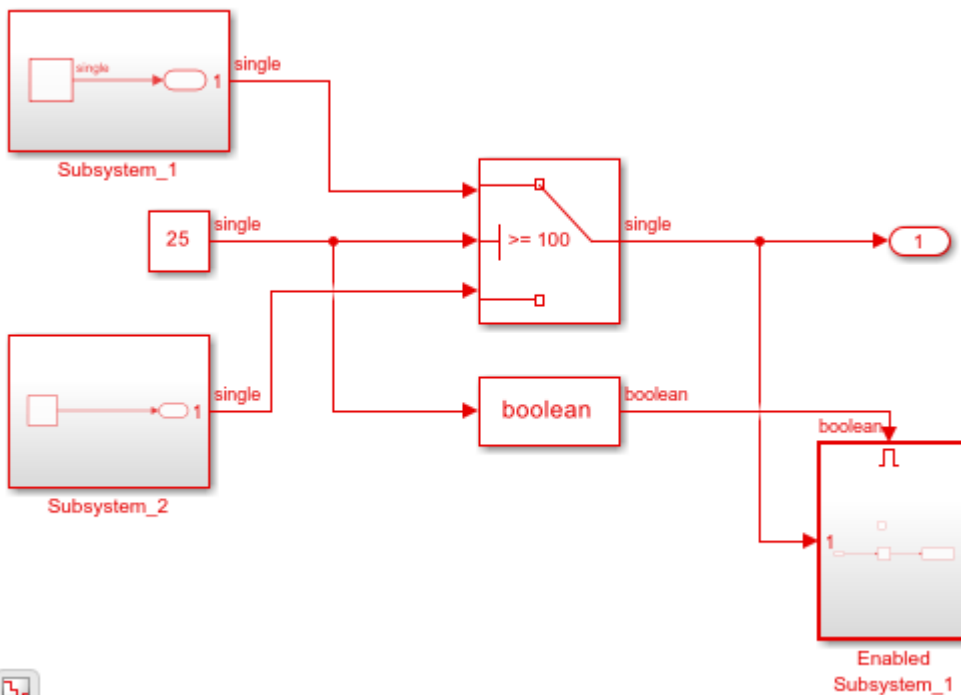 single
single
1
Subsystem_1
25
single
>= 100
single
1
single
1
Subsystem_2
boolean
boolean
boolean
1
Enabled
Subsystem_1